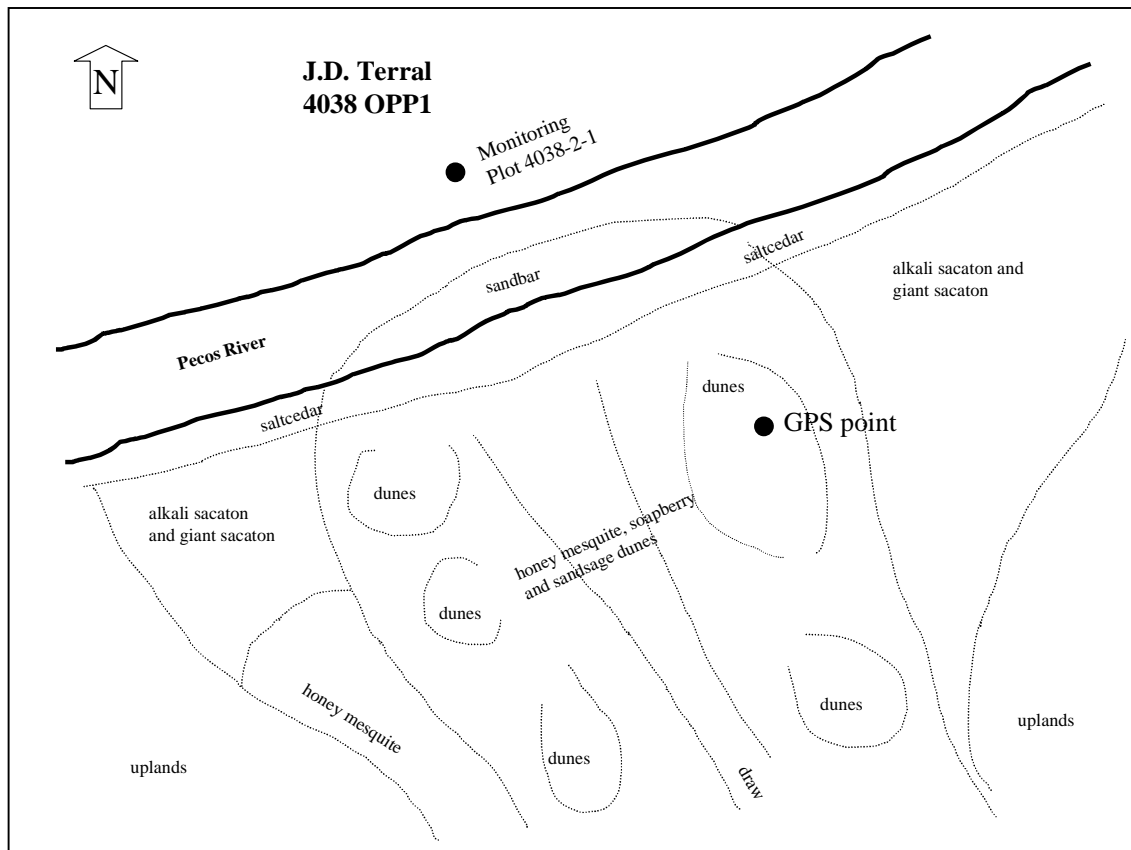 N
J.D. Terral
4038 OPP1
Monitoring
Plot 4038-2-1
saltcedar
alkali sacaton and
giant sacaton
sandbar
Pecos River
dunes
saltcedar
GPS point
dunes
alkali sacaton
and giant sacaton
honey mesquite, soapberry
and sandsage dunes
dunes
honey mesquite
dunes
uplands
uplands
dunes
draw